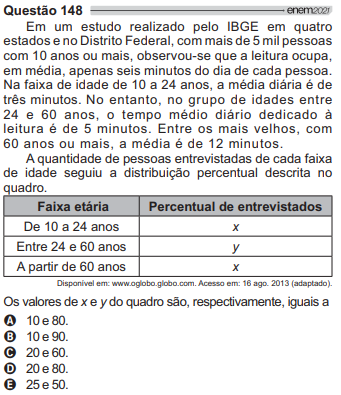 Questão 148 enem2021
Em um estudo realizado pelo IBGE em quatro
estados e no Distrito Federal, com mais de 5 mil pessoas
com 10 anos ou mais, observou-se que a leitura ocupa,
em média, apenas seis minutos do dia de cada pessoa.
Na faixa de idade de 10 a 24 anos, a média diária é de
três minutos. No entanto, no grupo de idades entre
24 e 60 anos, o tempo médio diário dedicado à
leitura é de 5 minutos. Entre os mais velhos, com
60 anos ou mais, a média é de 12 minutos.
A quantidade de pessoas entrevistadas de cada faixa
de idade seguiu a distribuição percentual descrita no
quadro.
Faixa etária Percentual de entrevistados
De 10 a 24 anos x
Entre 24 e 60 anos y
A partir de 60 anos x
Disponível em: www.oglobo.globo.com. Acesso em: 16 ago. 2013 (adaptado).
Os valores de x e y do quadro são, respectivamente, iguais a
A 10 e 80.
B 10 e 90.
C 20 e 60.
D 20 e 80.
E 25 e 50.